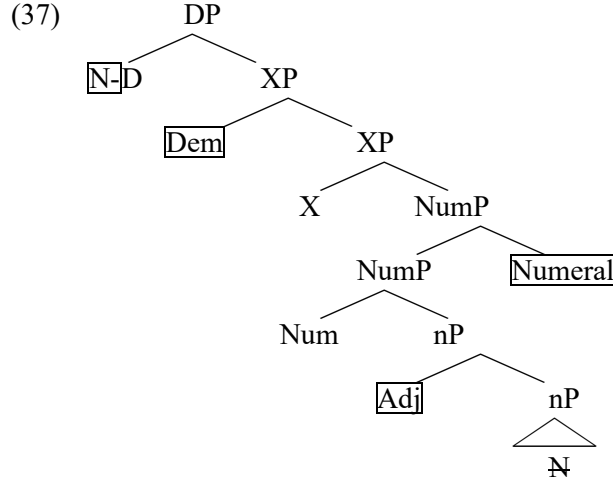 (37) DP
N-D XP
Dem XP
X NumP
NumP Numeral
Num nP
Adj nP
N